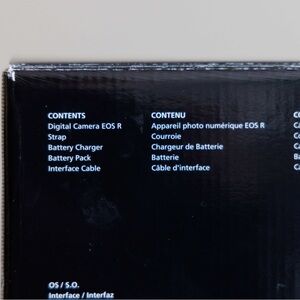 CONTENTS
Digital Camera EOS R
Strap
Battery Charger
Battery Pack
Interface Cable
CONTENU
Appareil photo numérique EOS R
Courroie
Chargeur de Batterie
Batterie
Câble d'interface
OS / S.O.
Interface / Interfaz